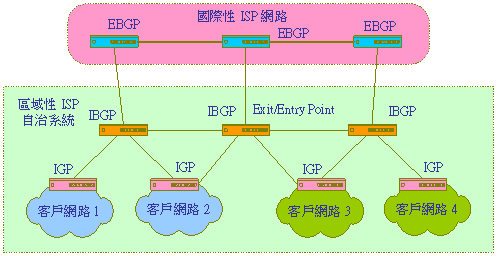 國際性 ISP 網路
EBGP
EBGP
EBGP
區域性 ISP
自治系統
IBGP
IBGP
Exit/Entry Point
IBGP
IGP
IGP
IGP
IGP
客戶網路 1
客戶網路 2
客戶網路 3
客戶網路 4